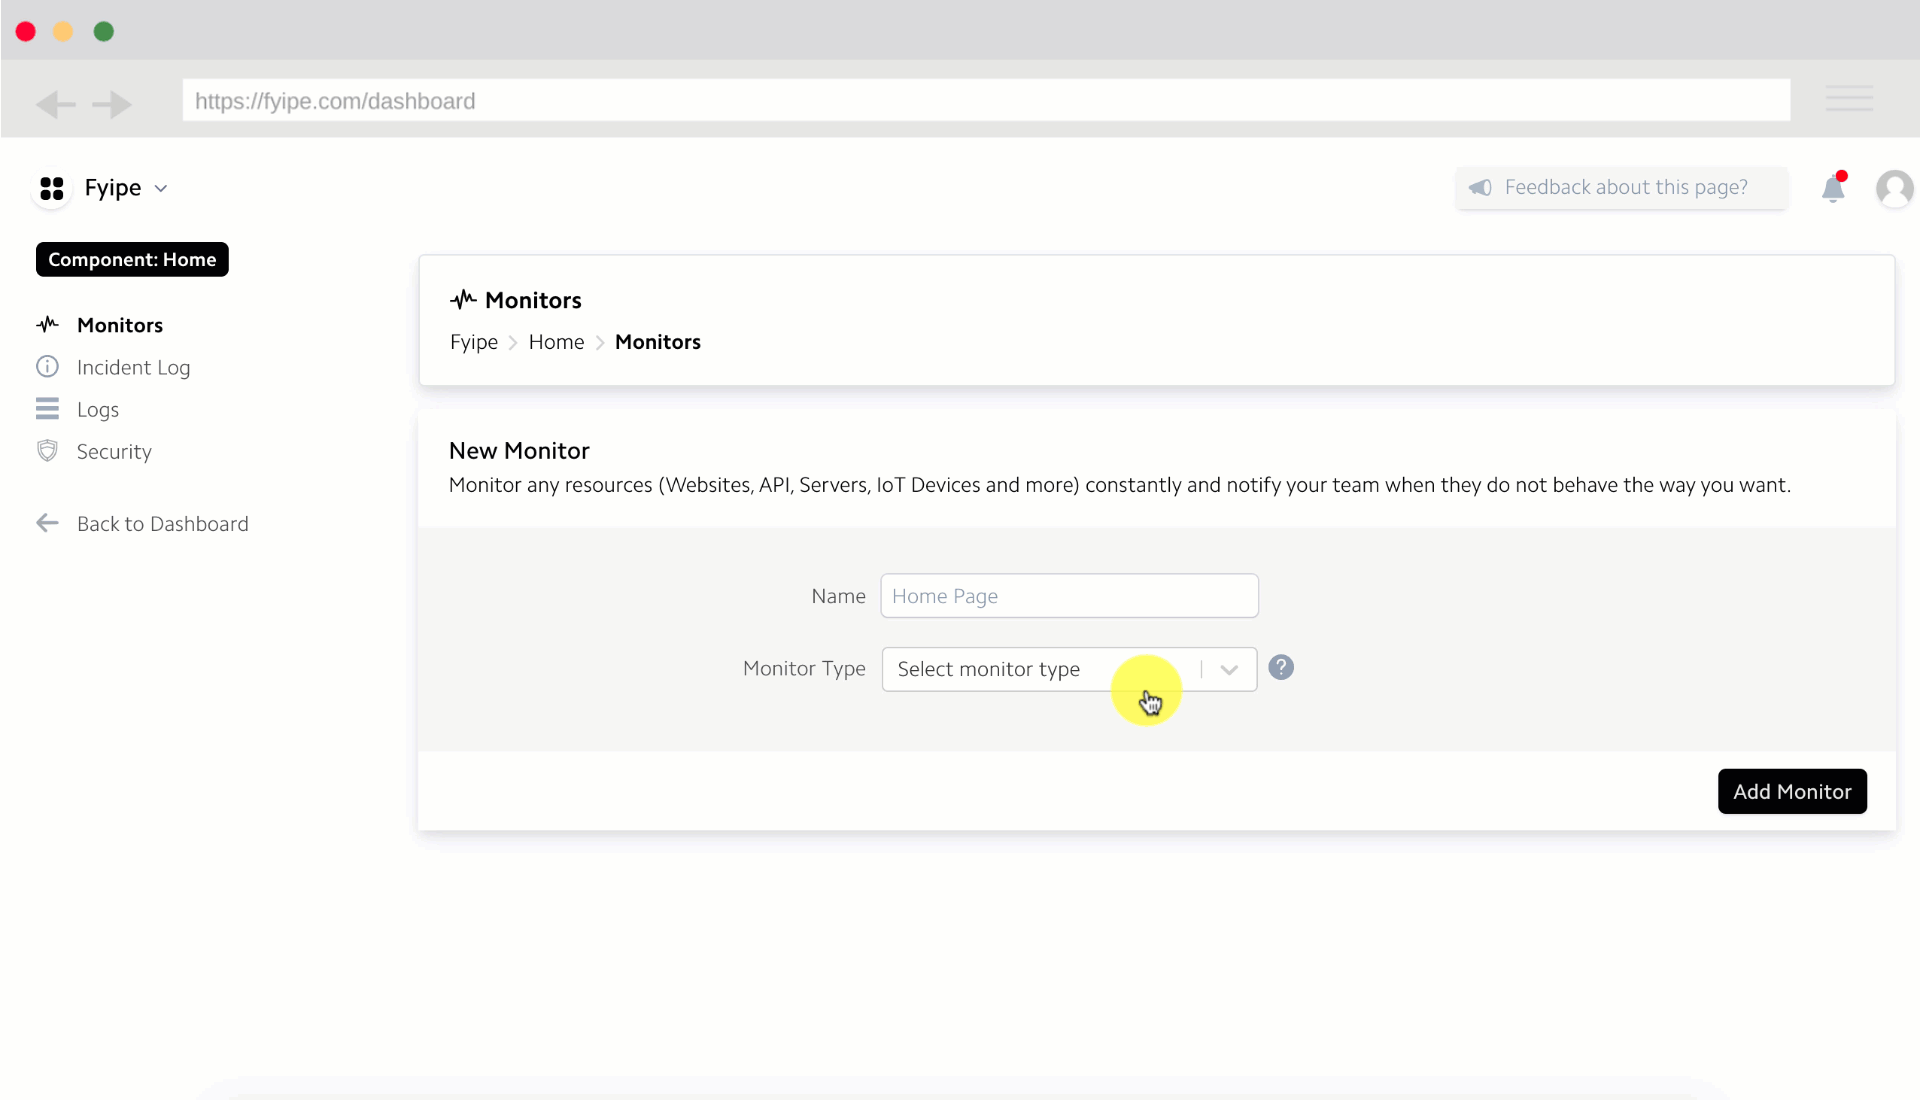 https://fyipe.com/dashboard
Fyipe
Feedback about this page?
Component: Home
Monitors
Incident Log
Logs
Security
Back to Dashboard
Monitors
Fyipe > Home > Monitors
New Monitor
Monitor any resources (Websites, API, Servers, IoT Devices and more) constantly and notify your team when they do not behave the way you want.
Name Home Page
Monitor Type Select monitor type ?
Add Monitor